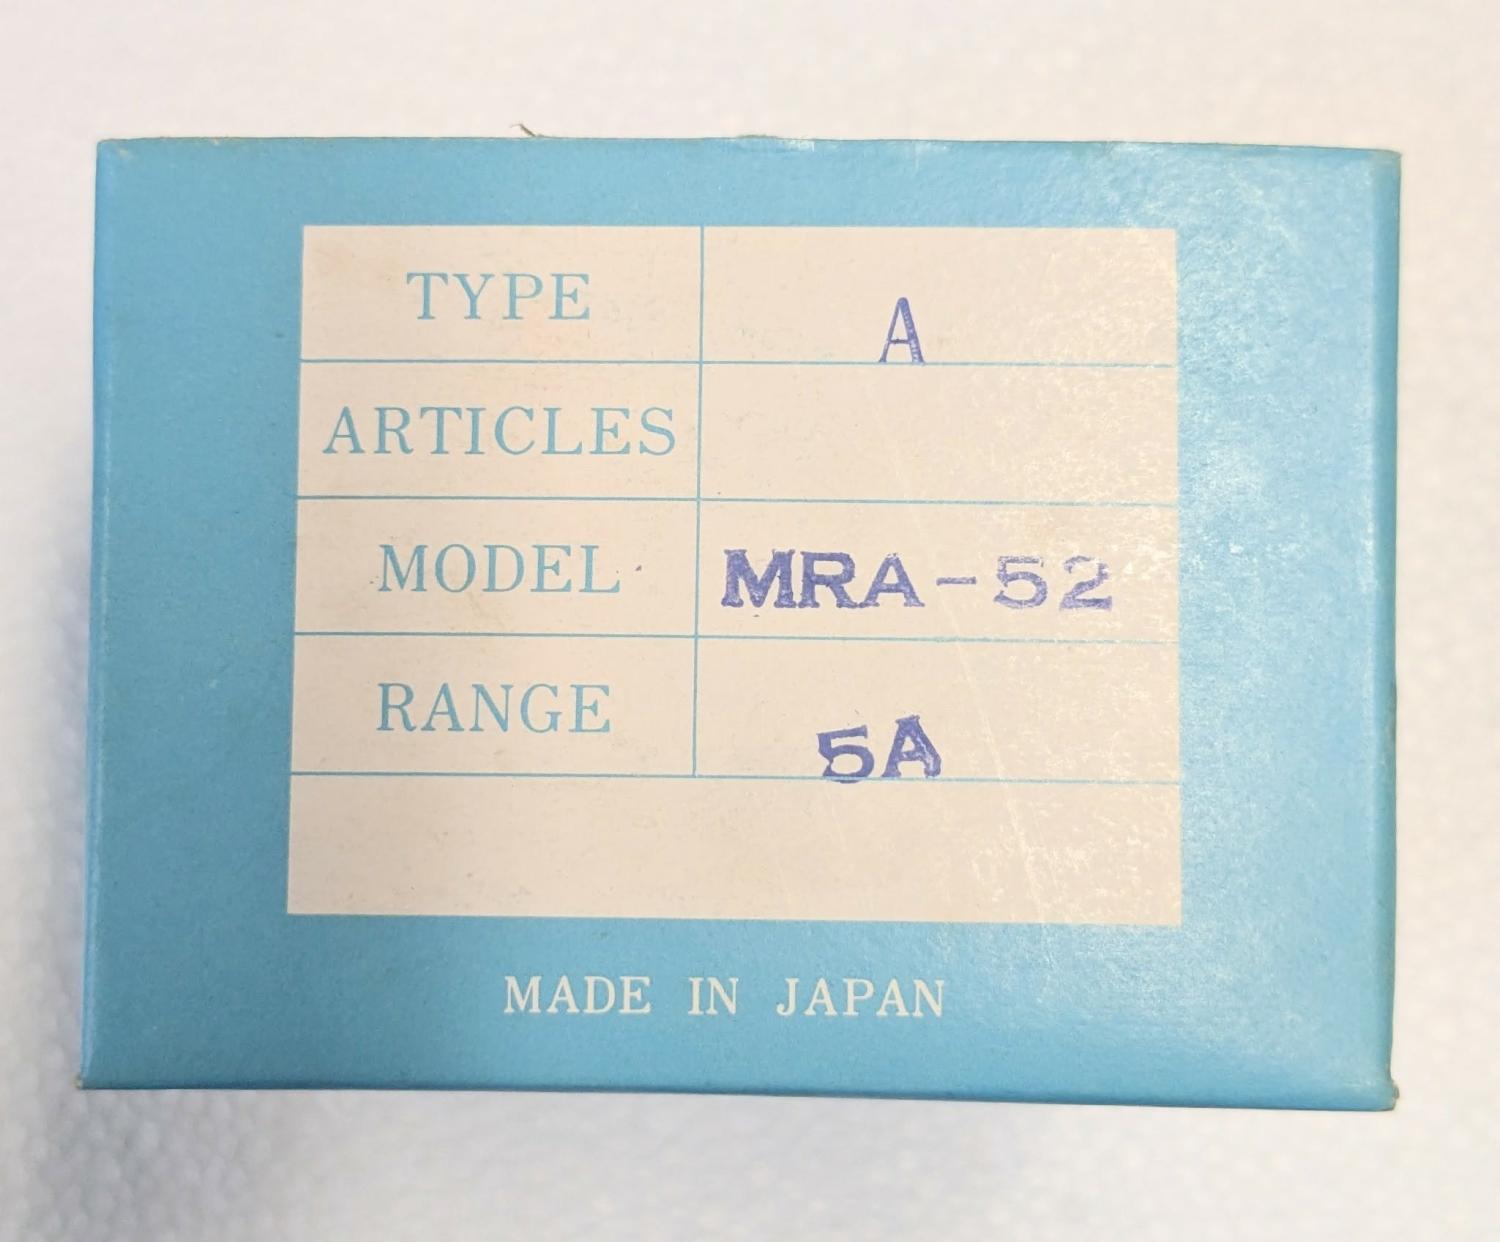 TYPE A
ARTICLES
MODEL MRA-52
RANGE 5A
MADE IN JAPAN